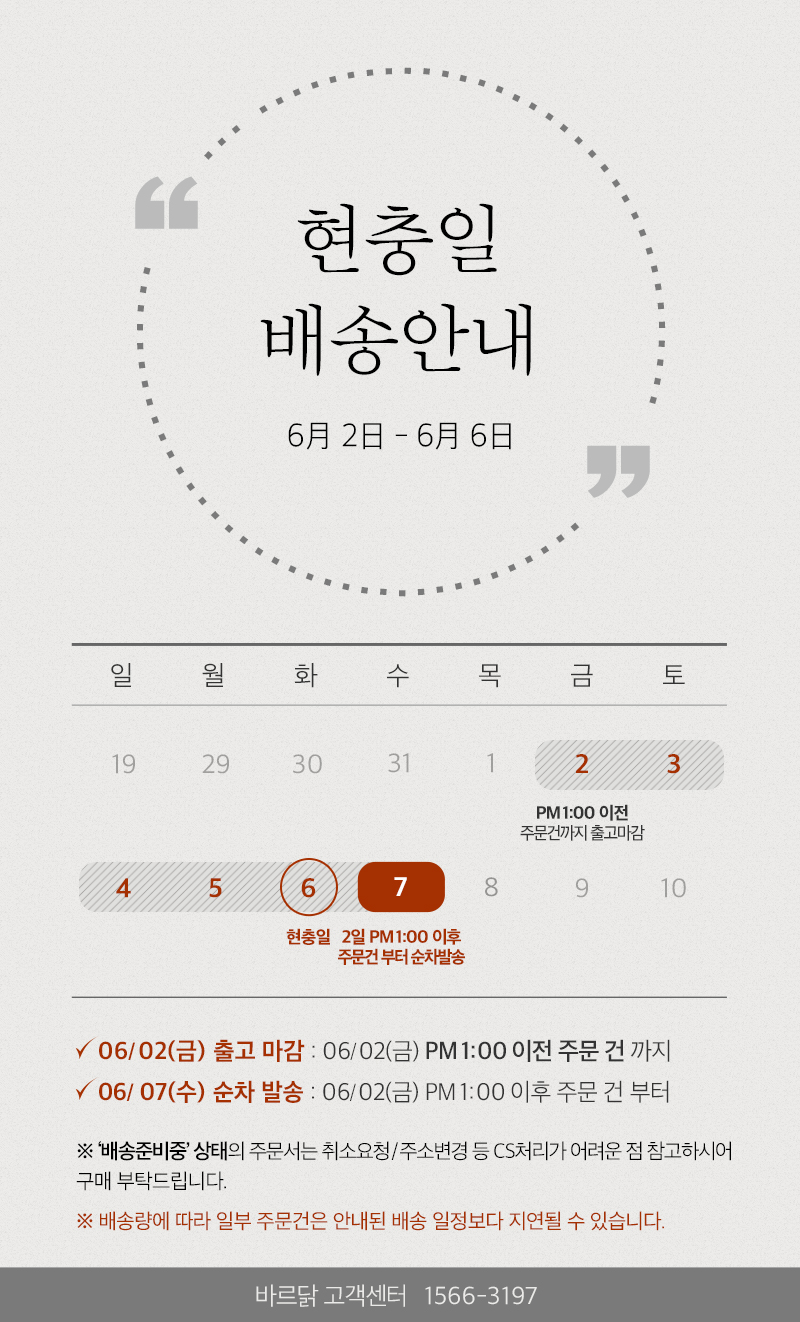 “
현충일
배송안내
6月 2日 - 6月 6日
”
일 월 화 수 목 금 토
19 29 30 31 1 2 3
PM 1:00 이전
주문건까지 출고마감
4 5 6 7 8 9 10
현충일 2일 PM 1:00 이후
주문건 부터 순차발송
✓ 06/ 02(금) 출고 마감 : 06/02(금) PM 1:00 이전 주문 건 까지
✓ 06/ 07(수) 순차 발송 : 06/02(금) PM 1:00 이후 주문 건 부터
※ ‘배송준비중’ 상태의 주문서는 취소요청/주소변경 등 CS처리가 어려운 점 참고하시어
구매 부탁드립니다.
※ 배송량에 따라 일부 주문건은 안내된 배송 일정보다 지연될 수 있습니다.
바르닭 고객센터 1566-3197